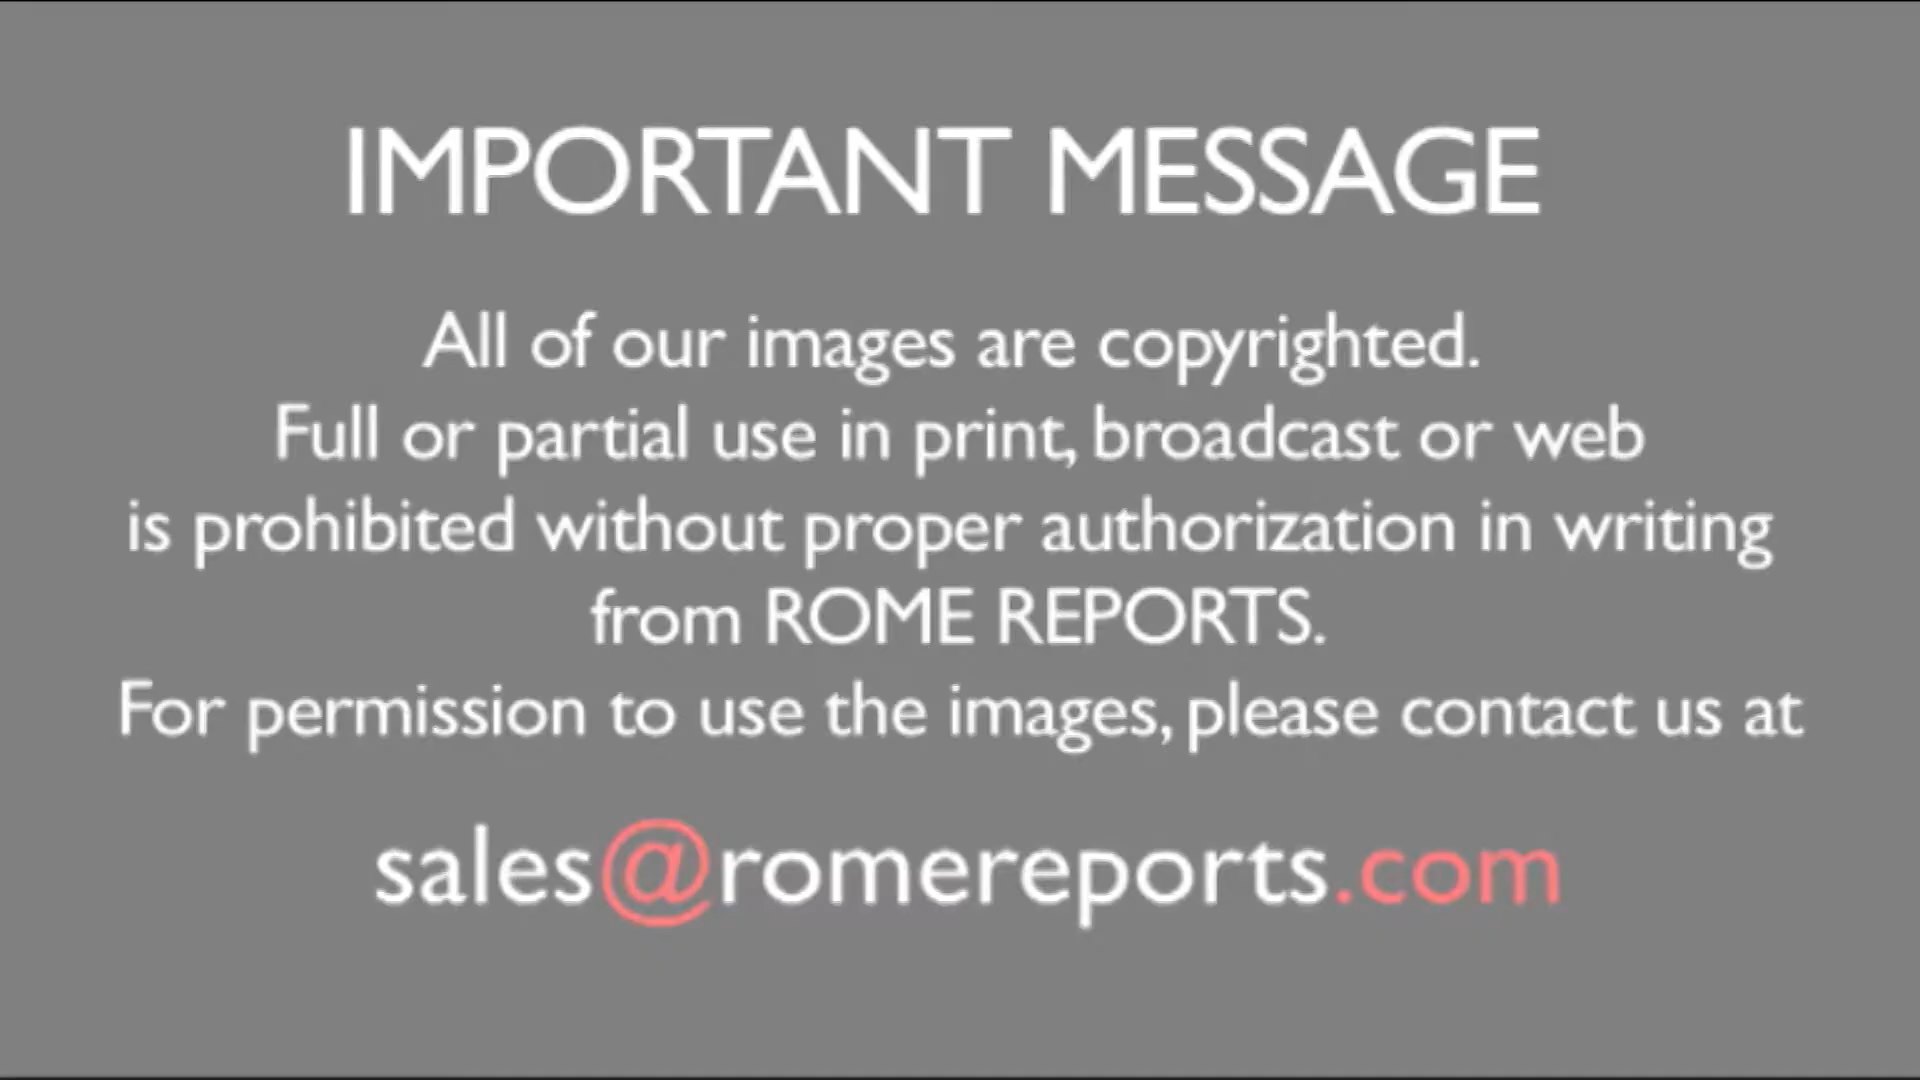 IMPORTANT MESSAGE
All of our images are copyrighted.
Full or partial use in print, broadcast or web
is prohibited without proper authorization in writing
from ROME REPORTS.
For permission to use the images, please contact us at
sales@romereports.com